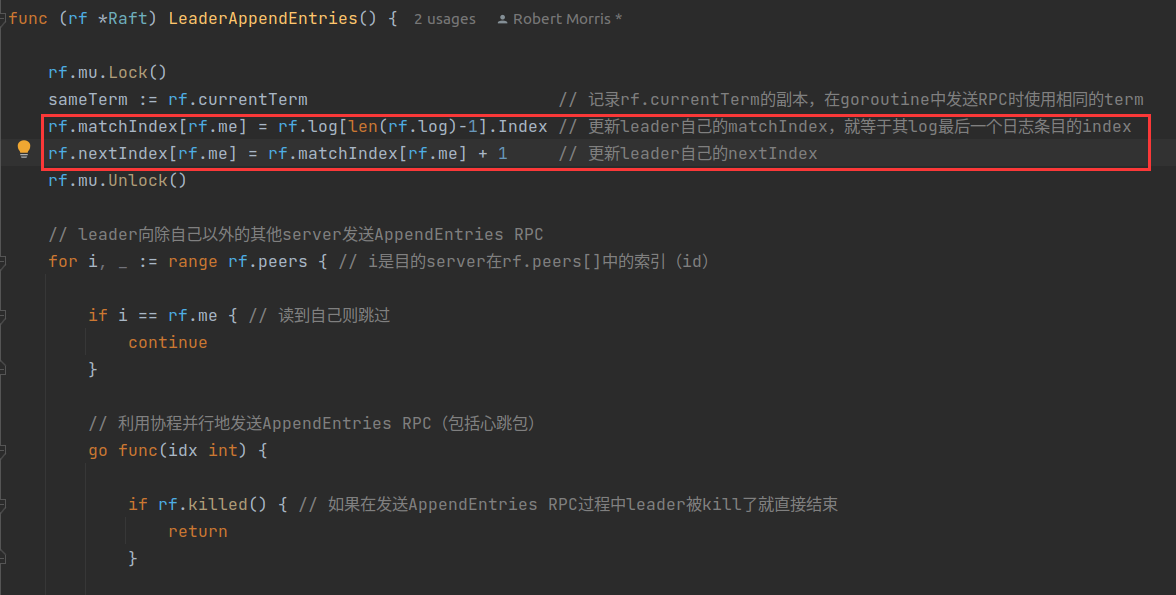 func (rf *Raft) LeaderAppendEntries() { 2 usages Robert Morris *
rf.mu.Lock()
sameTerm := rf.currentTerm // 记录rf.currentTerm的副本，在goroutine中发送RPC时使用相同的term
rf.matchIndex[rf.me] = rf.log[len(rf.log)-1].Index // 更新leader自己的matchIndex，就等于其log最后一个日志条目的index
rf.nextIndex[rf.me] = rf.matchIndex[rf.me] + 1 // 更新leader自己的nextIndex
rf.mu.Unlock()
// leader向除自己以外的其他server发送AppendEntries RPC
for i, _ := range rf.peers { // i是目的server在rf.peers[]中的索引（id）
if i == rf.me { // 读到自己则跳过
continue
}
// 利用协程并行地发送AppendEntries RPC（包括心跳包）
go func(idx int) {
if rf.killed() { // 如果在发送AppendEntries RPC过程中leader被kill了就直接结束
return
}